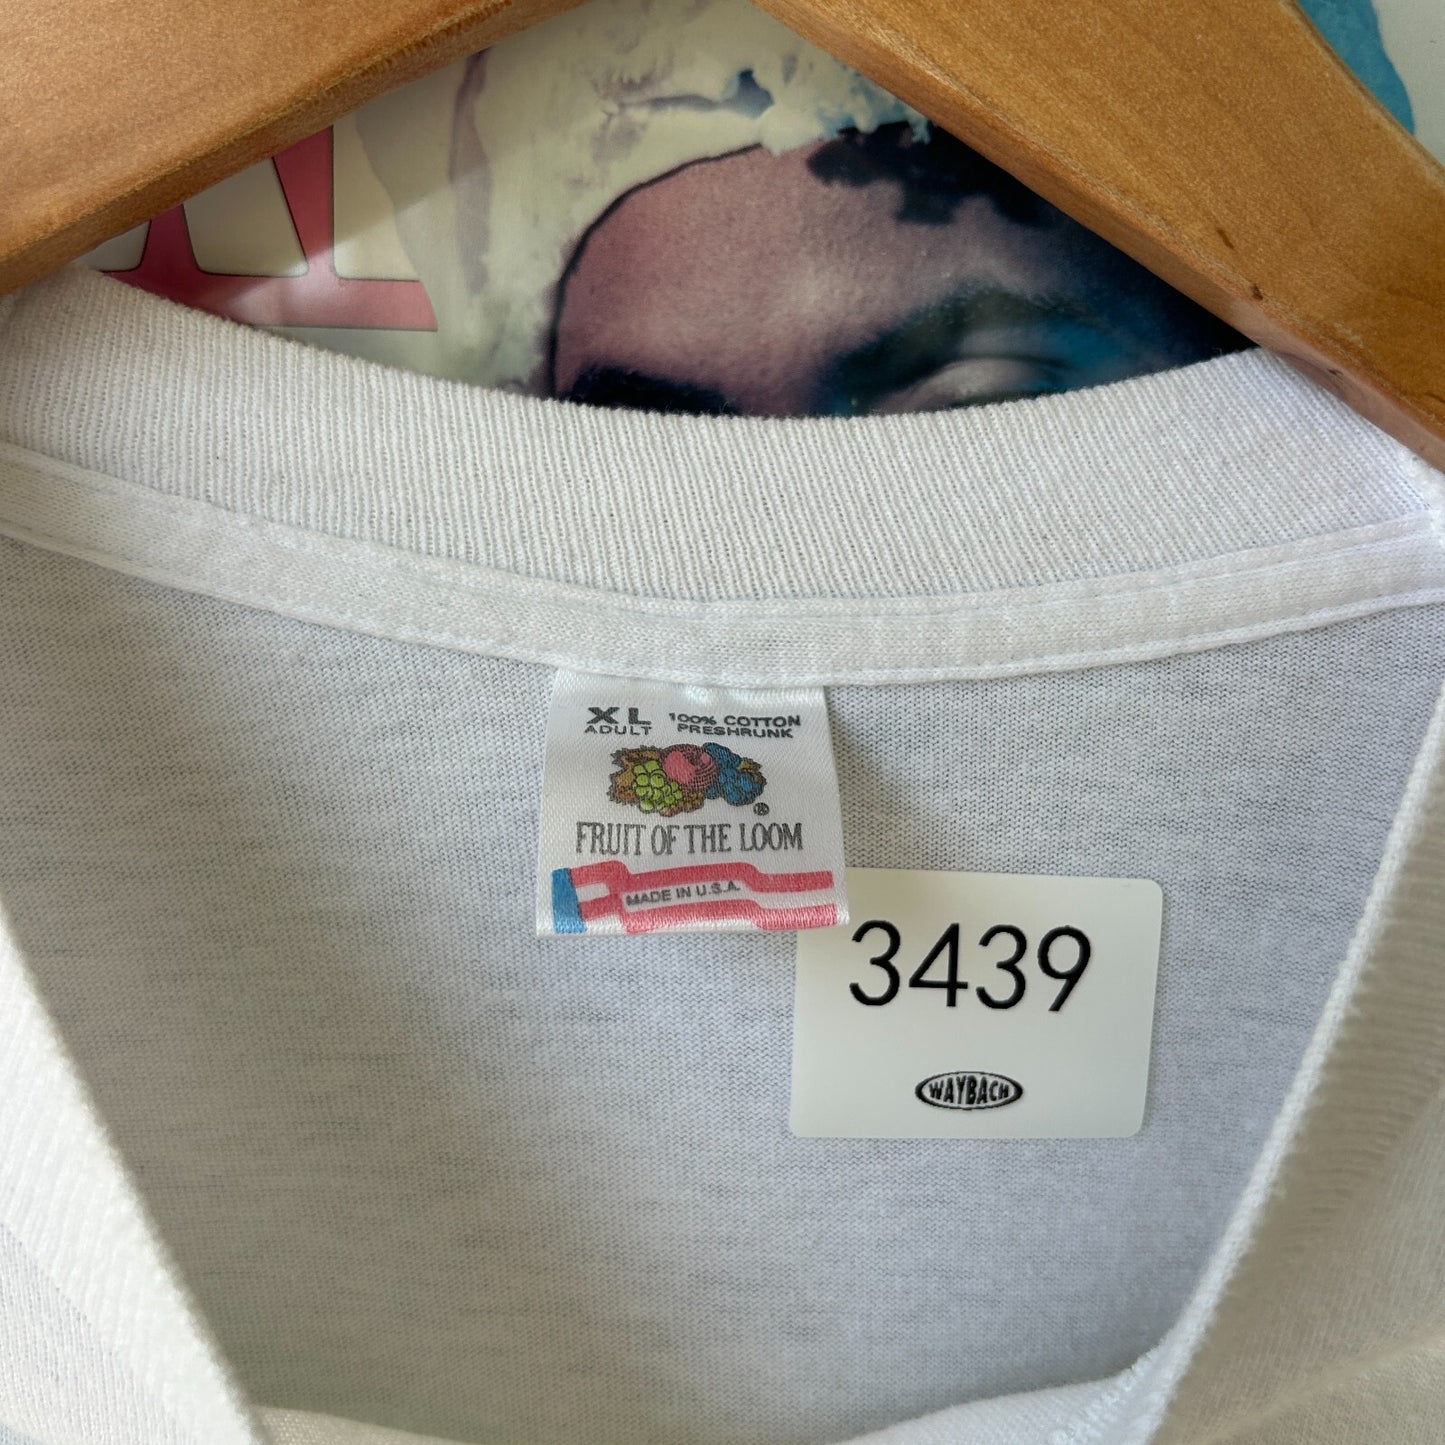 XL 100% COTTON
ADULT PRESHRUNK
®
FRUIT OF THE LOOM
MADE IN U.S.A.
3439
WAYBACH